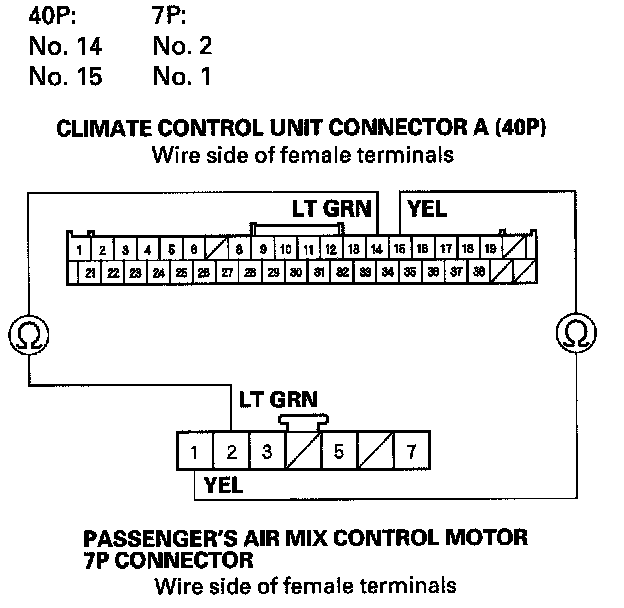 40P: 7P:
No. 14 No. 2
No. 15 No. 1
CLIMATE CONTROL UNIT CONNECTOR A (40P)
Wire side of female terminals
LT GRN YEL
1 2 3 4 5 6 8 9 10 11 12 13 14 15 16 17 18 19
21 22 23 24 25 26 27 28 29 30 31 32 33 34 35 36 37 38
Ω Ω
LT GRN
1 2 3 5 7
YEL
PASSENGER'S AIR MIX CONTROL MOTOR
7P CONNECTOR
Wire side of female terminals